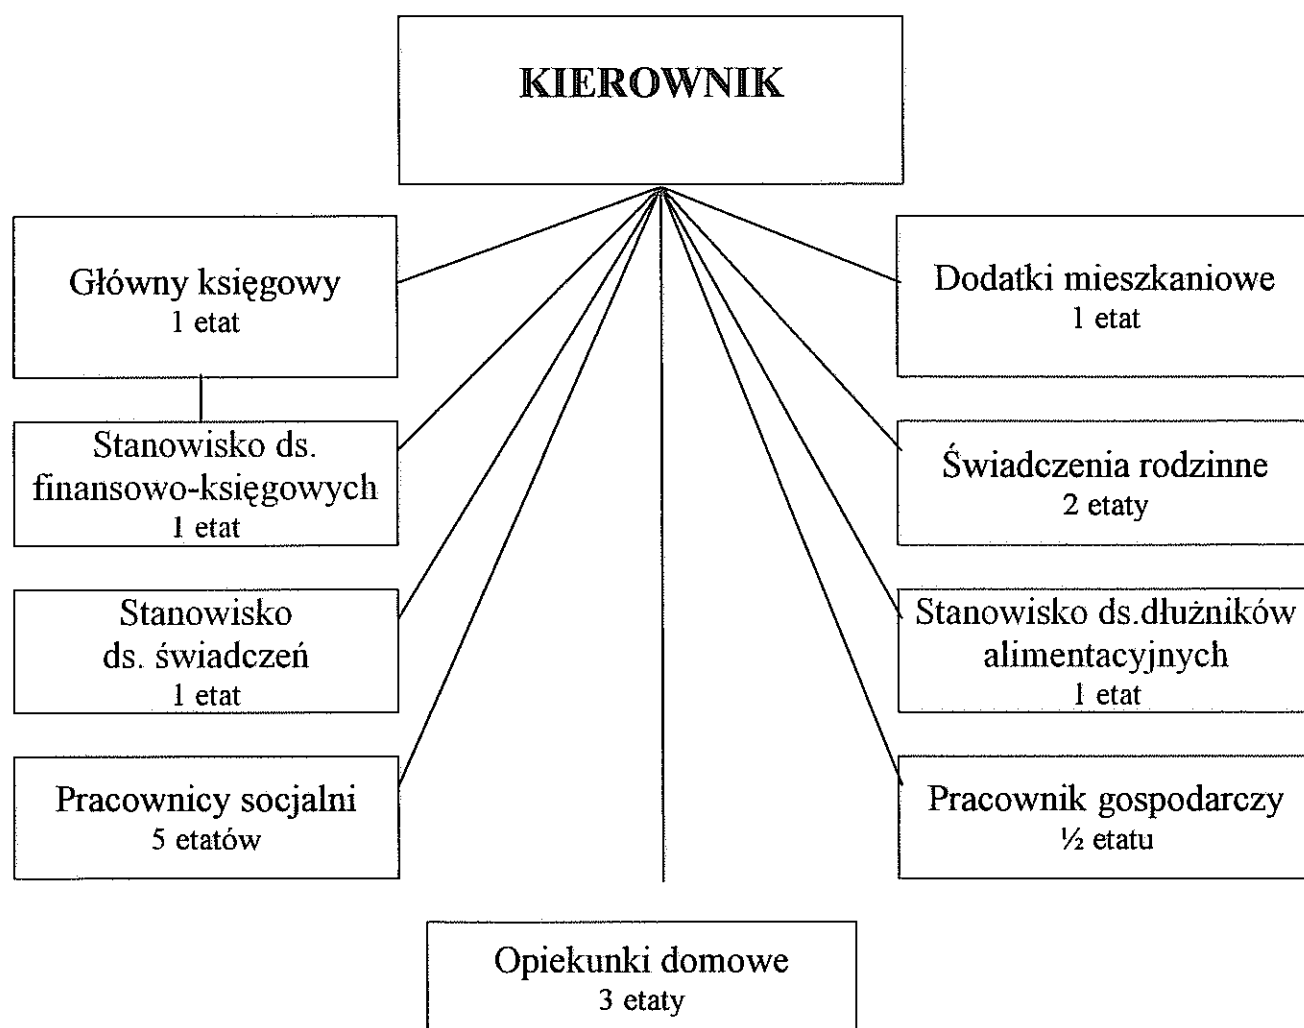 KIEROWNIK
Główny księgowy
1 etat
Stanowisko ds.
finansowo-księgowych
1 etat
Stanowisko
ds. świadczeń
1 etat
Pracownicy socjalni
5 etatów
Dodatki mieszkaniowe
1 etat
Świadczenia rodzinne
2 etaty
Stanowisko ds.dłużników
alimentacyjnych
1 etat
Pracownik gospodarczy
½ etatu
Opiekunki domowe
3 etaty